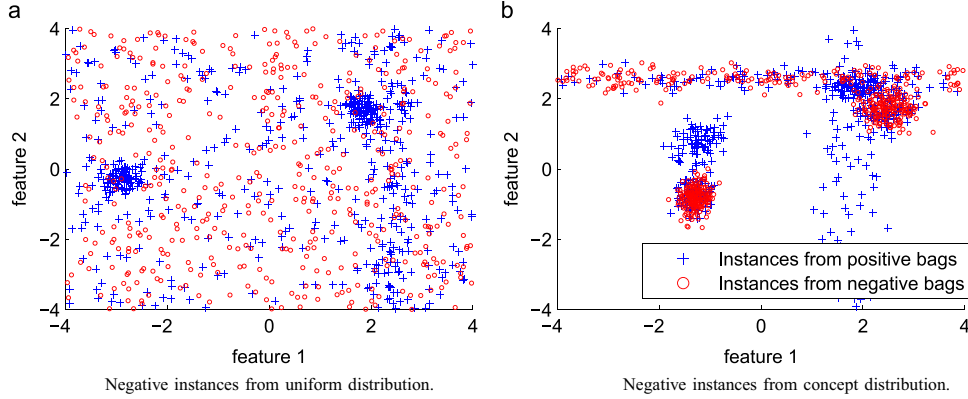 a
b
4
2
0
−2
−4
feature 2
−4
−2
0
2
4
feature 1
4
2
0
−2
−4
feature 2
−2
0
2
4
feature 1
Instances from positive bags
Instances from negative bags
Negative instances from uniform distribution.
Negative instances from concept distribution.